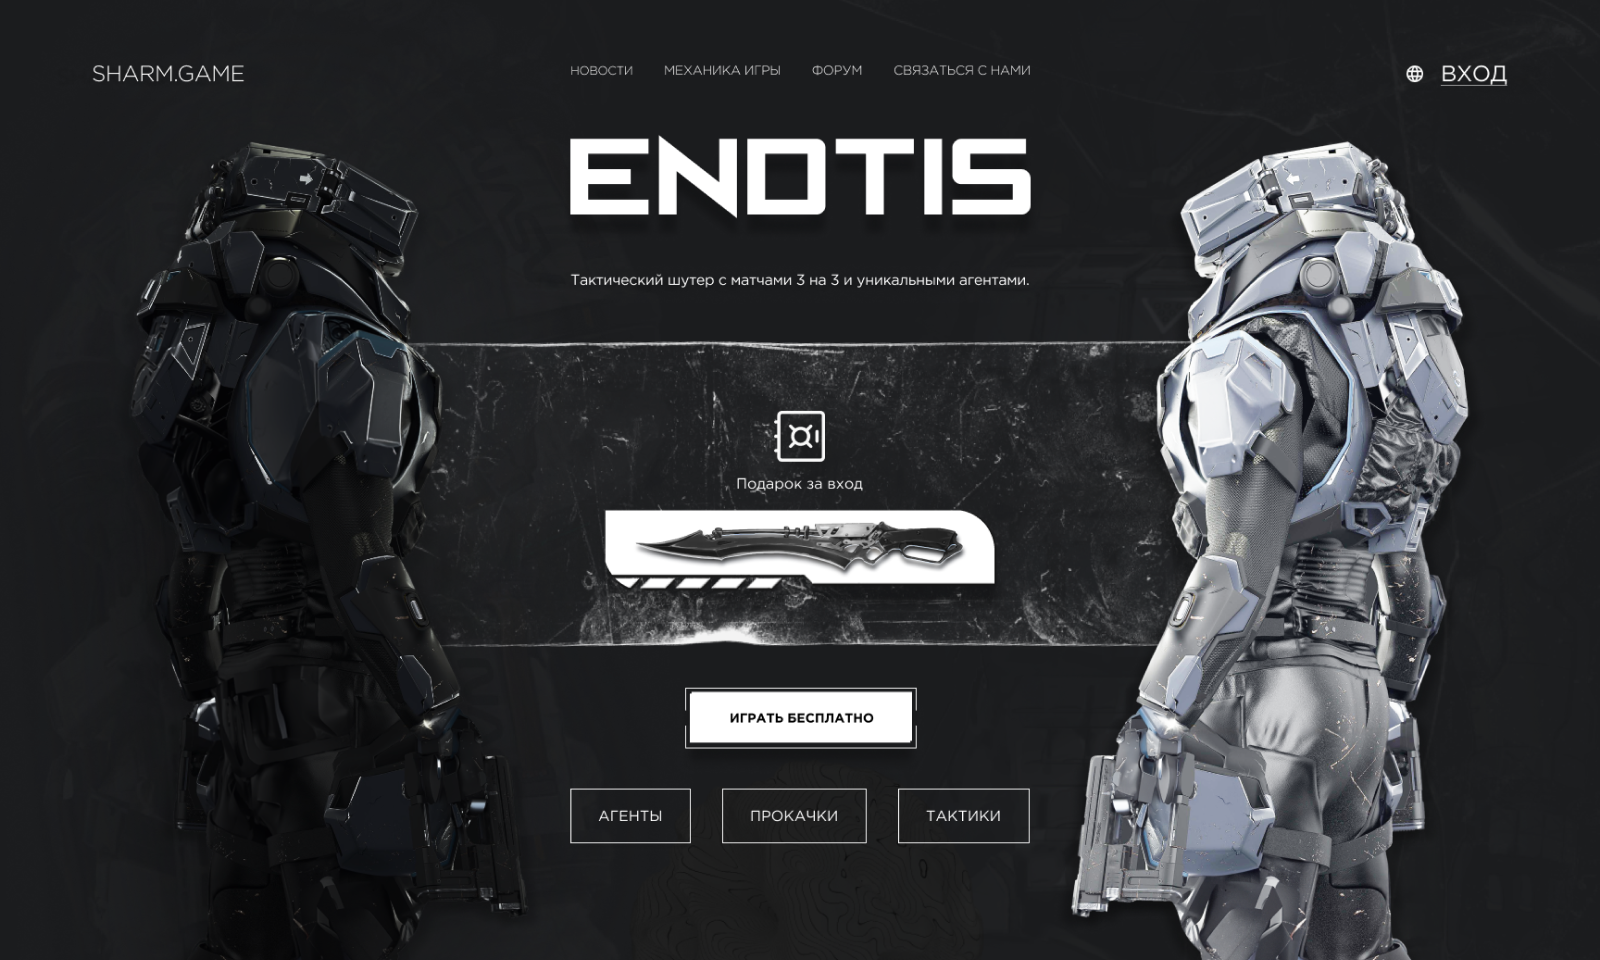 SHARM.GAME
НОВОСТИ
МЕХАНИКА ИГРЫ
ФОРУМ
СВЯЗАТЬСЯ С НАМИ
ВХОД
ENOTIS
Тактический шутер с матчами 3 на 3 и уникальными агентами.
Подарок за вход
ИГРАТЬ БЕСПЛАТНО
АГЕНТЫ
ПРОКАЧКИ
ТАКТИКИ